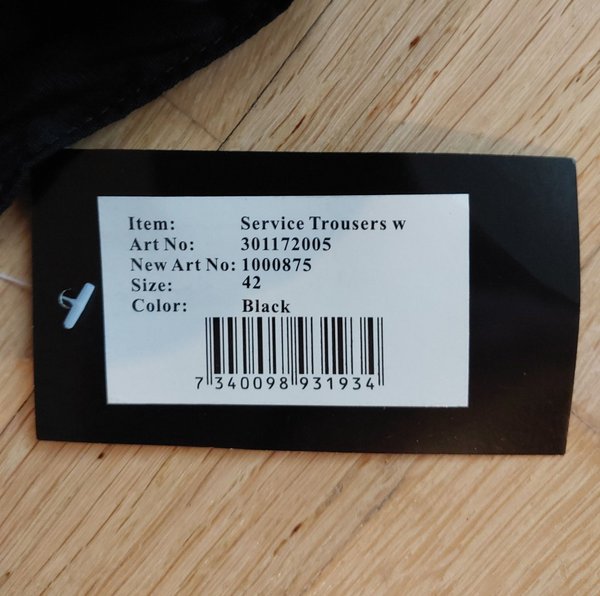 Item: Service Trousers w
Art No: 301172005
New Art No: 1000875
Size: 42
Color: Black
7 340098 931934